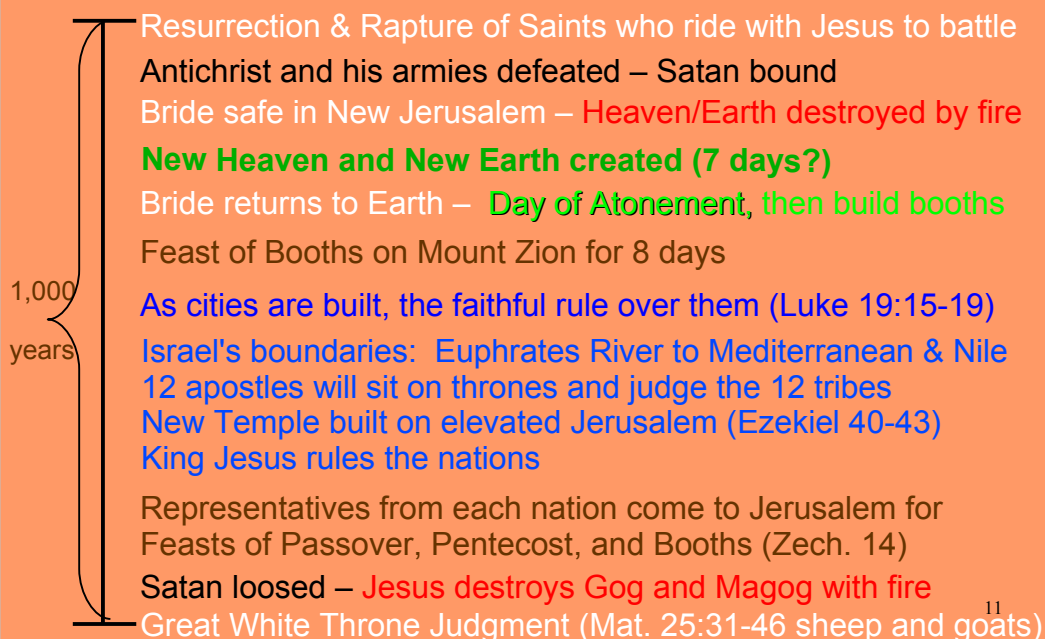 Resurrection & Rapture of Saints who ride with Jesus to battle
Antichrist and his armies defeated – Satan bound
Bride safe in New Jerusalem – Heaven/Earth destroyed by fire
New Heaven and New Earth created (7 days?)
Bride returns to Earth – Day of Atonement, then build booths
Feast of Booths on Mount Zion for 8 days
1,000
years
As cities are built, the faithful rule over them (Luke 19:15-19)
Israel's boundaries: Euphrates River to Mediterranean & Nile
12 apostles will sit on thrones and judge the 12 tribes
New Temple built on elevated Jerusalem (Ezekiel 40-43)
King Jesus rules the nations
Representatives from each nation come to Jerusalem for
Feasts of Passover, Pentecost, and Booths (Zech. 14)
Satan loosed – Jesus destroys Gog and Magog with fire
11
Great White Throne Judgment (Mat. 25:31-46 sheep and goats)